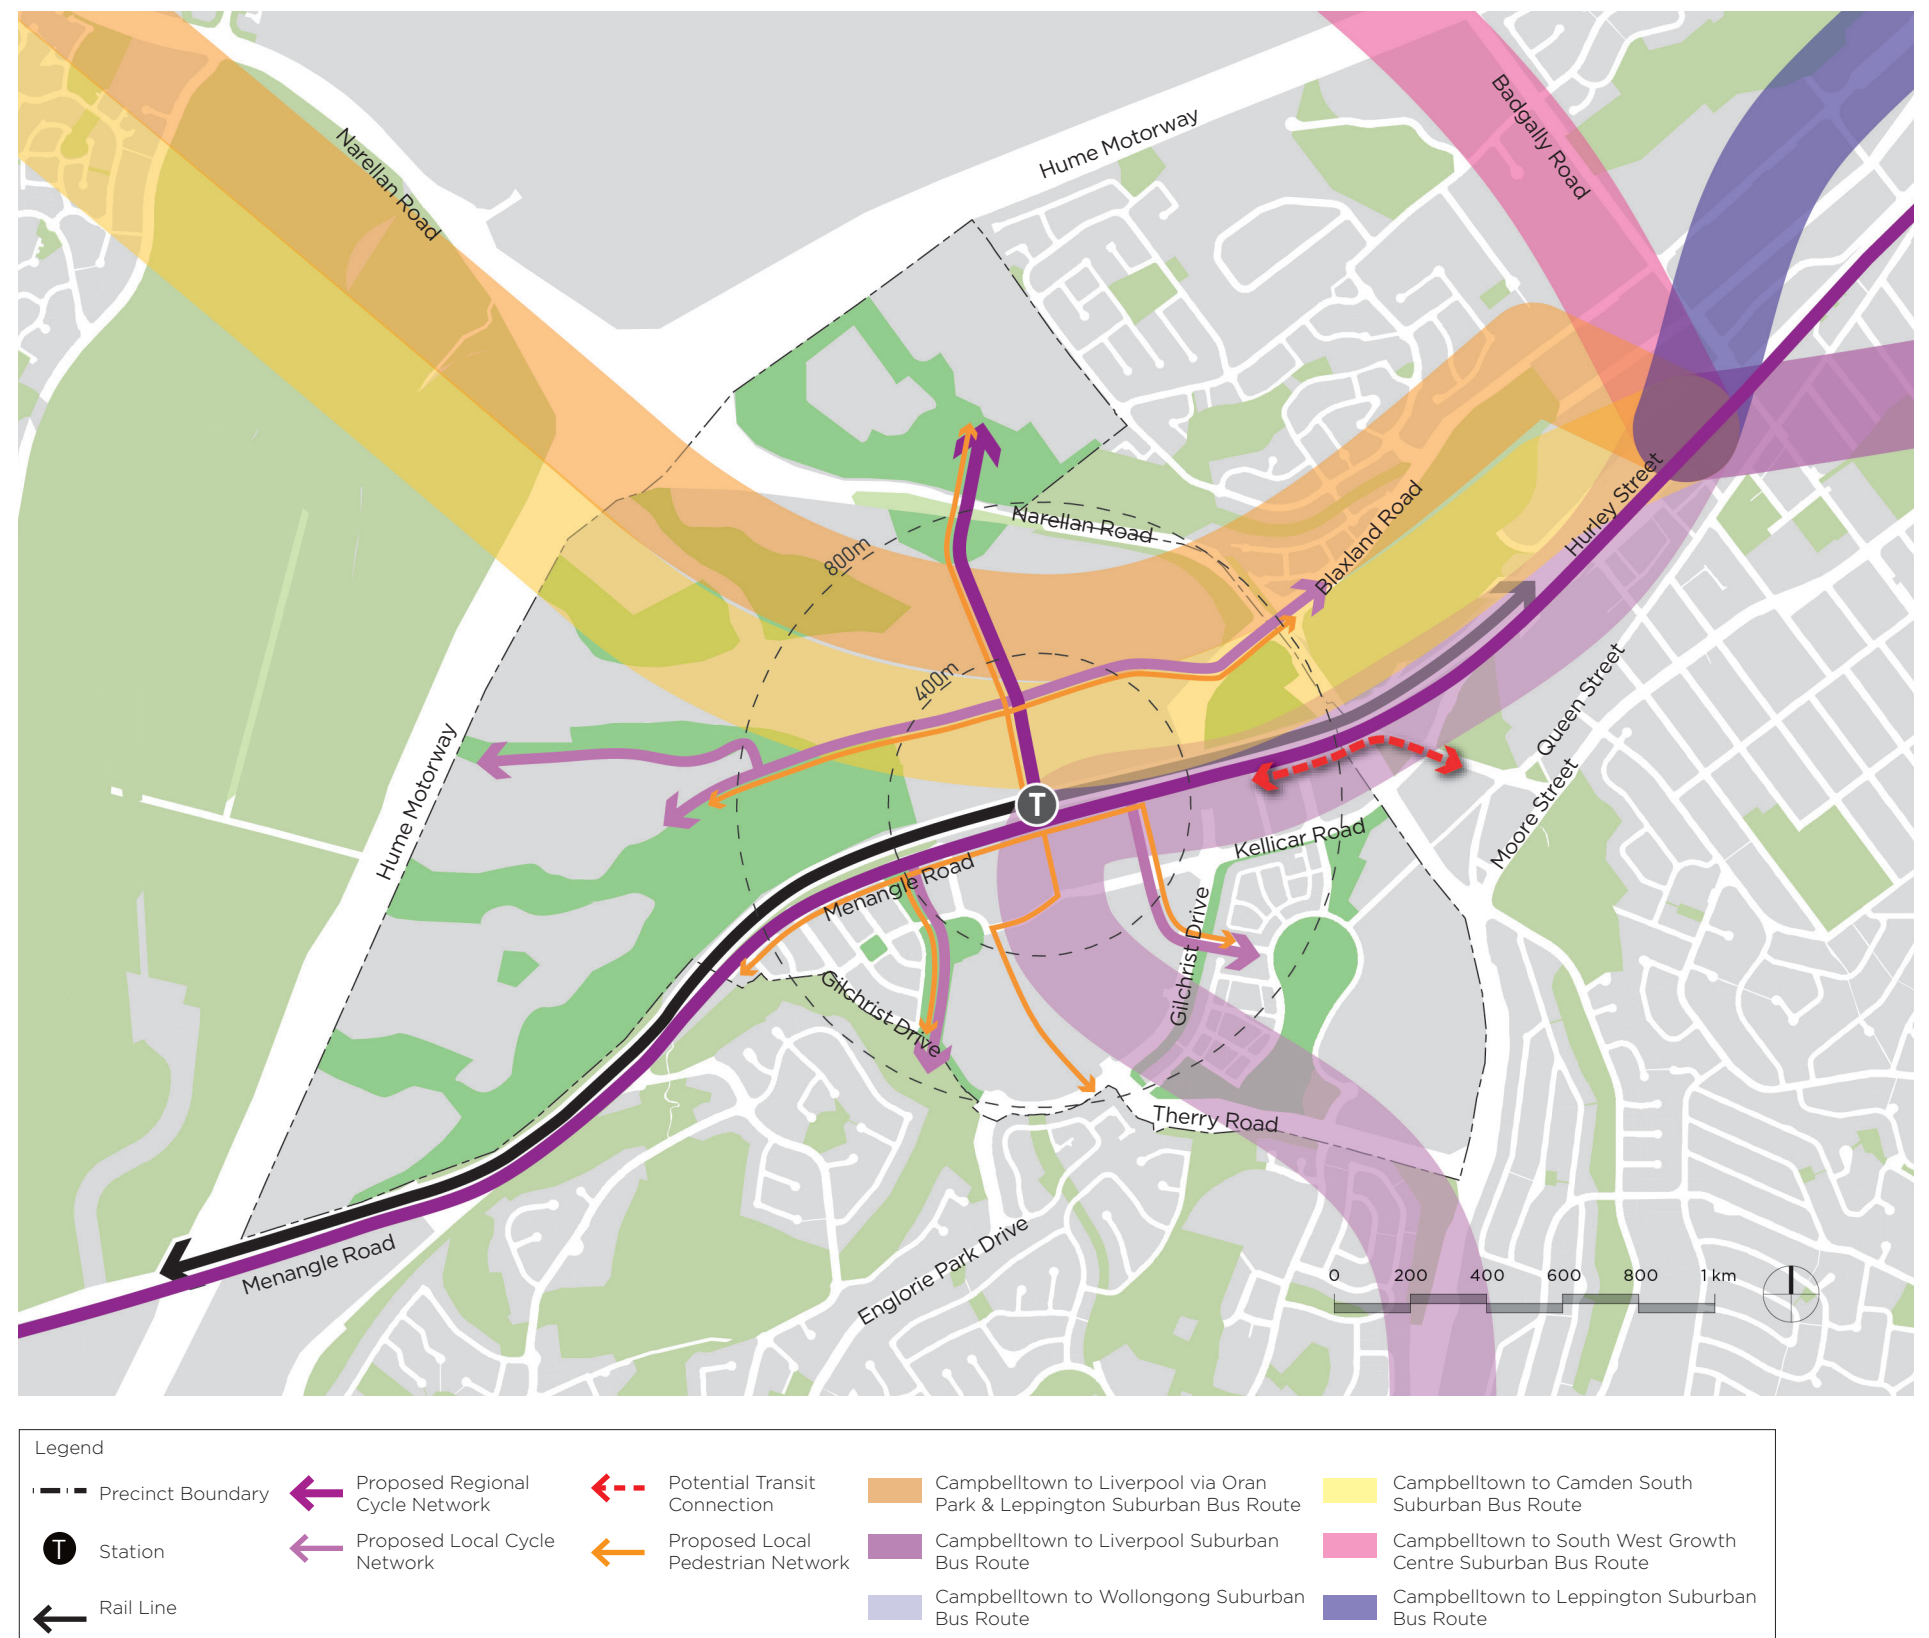 Narellan Road
Hume Motorway
Badgally Road
Narellan Road
800m
Blaxland Road
Hurley Street
400m
Queen Street
Moore Street
Hume Motorway
T
Kellicar Road
Menangle Road
Gilchrist Drive
Gilchrist Drive
Therry Road
Menangle Road
Englorie Park Drive
0 200 400 600 800 1 km
Legend
Precinct Boundary
Station
T
Rail Line
Proposed Regional
Cycle Network
Proposed Local Cycle
Network
Potential Transit
Connection
Proposed Local
Pedestrian Network
Campbelltown to Liverpool via Oran
Park & Leppington Suburban Bus Route
Campbelltown to Liverpool Suburban
Bus Route
Campbelltown to Wollongong Suburban
Bus Route
Campbelltown to Camden South
Suburban Bus Route
Campbelltown to South West Growth
Centre Suburban Bus Route
Campbelltown to Leppington Suburban
Bus Route